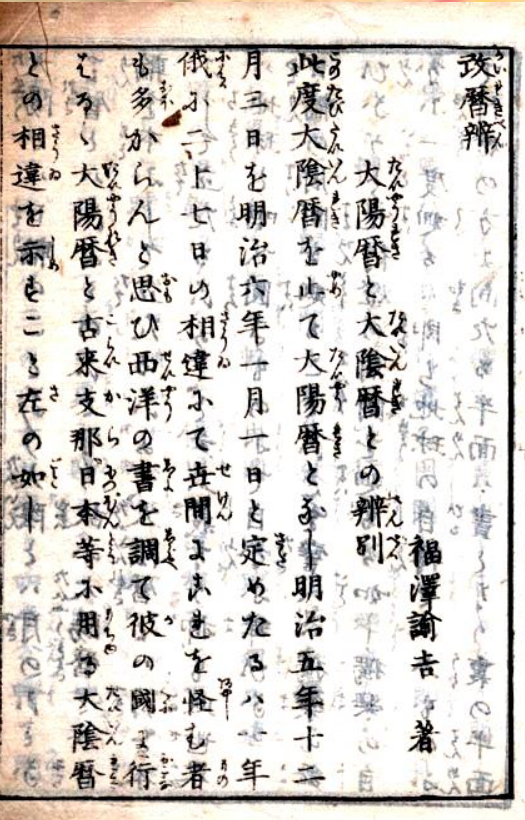 改暦辨
福澤諭吉 著
大陽暦と大陰暦との辨別
此度大陰暦を止て大陽暦となし明治五年十二
月三日を明治六年一月一日と定めたるハ一年
俄に二十七日の相違にて世間によこれを怪む者
も多からんと思ひ西洋の書を調て彼の國に行
はるゝ大陽暦と古来支那日本等に用る大陰暦
との相違を示すこと左の如し